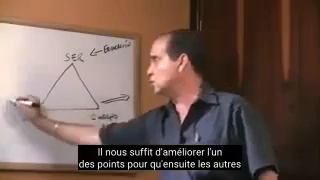 SER
Il nous suffit d'améliorer l'un
des points pour qu'ensuite les autres